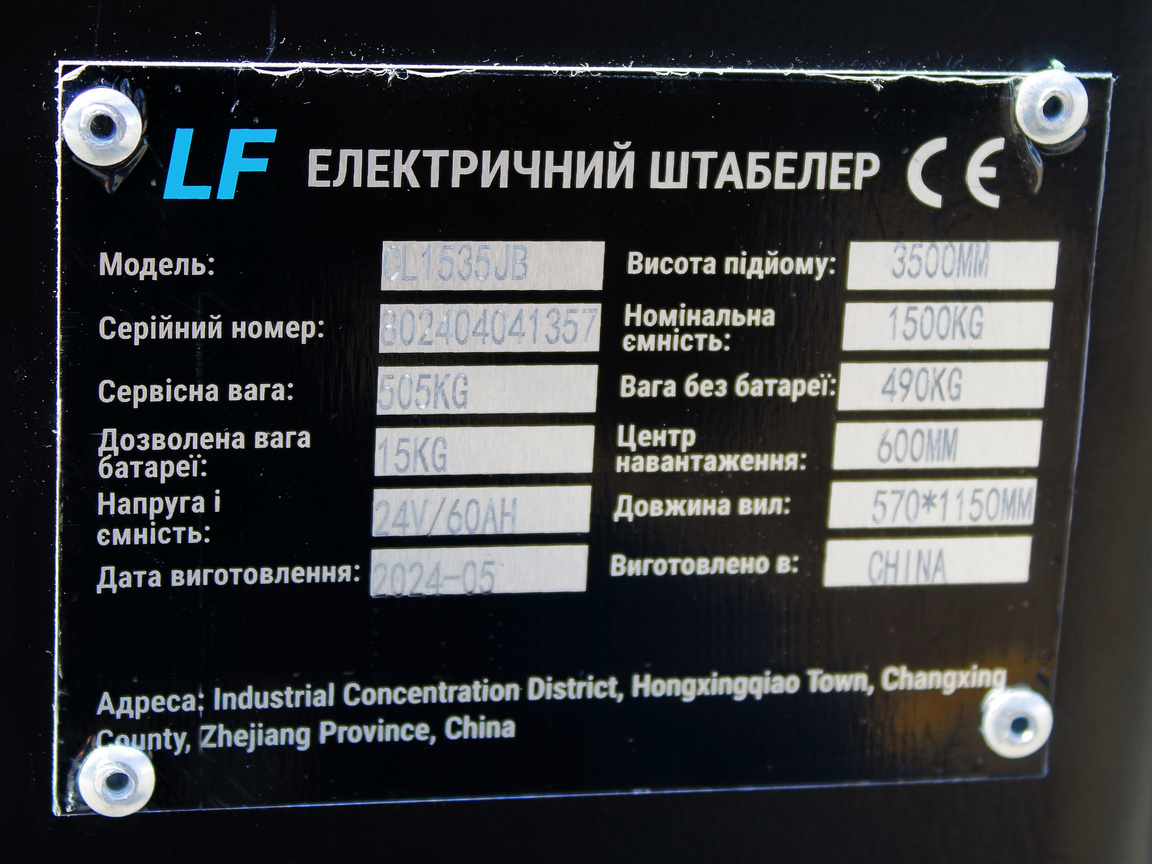 LF ЕЛЕКТРИЧНИЙ ШТАБЕЛЕР CE
Модель: CL1535JB
Висота підйому: 3500MM
Серійний номер: 802404041357
Номінальна
ємність: 1500KG
Сервісна вага: 505KG
Вага без батареї: 490KG
Дозволена вага
батареї: 15KG
Центр
навантаження: 600MM
Напруга і
ємність: 24V/60AH
Довжина вил: 570*1150MM
Дата виготовлення: 2024-05
Виготовлено в: CHINA
Адреса: Industrial Concentration District, Hongxingqiao Town, Changxing
County, Zhejiang Province, China